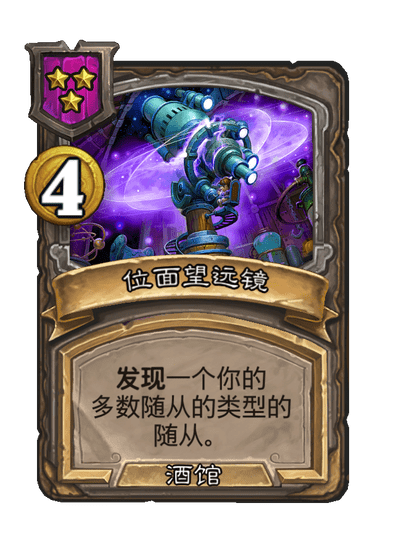 4
位面望远镜
发现一个你的
多数随从的类型的
随从。
酒馆